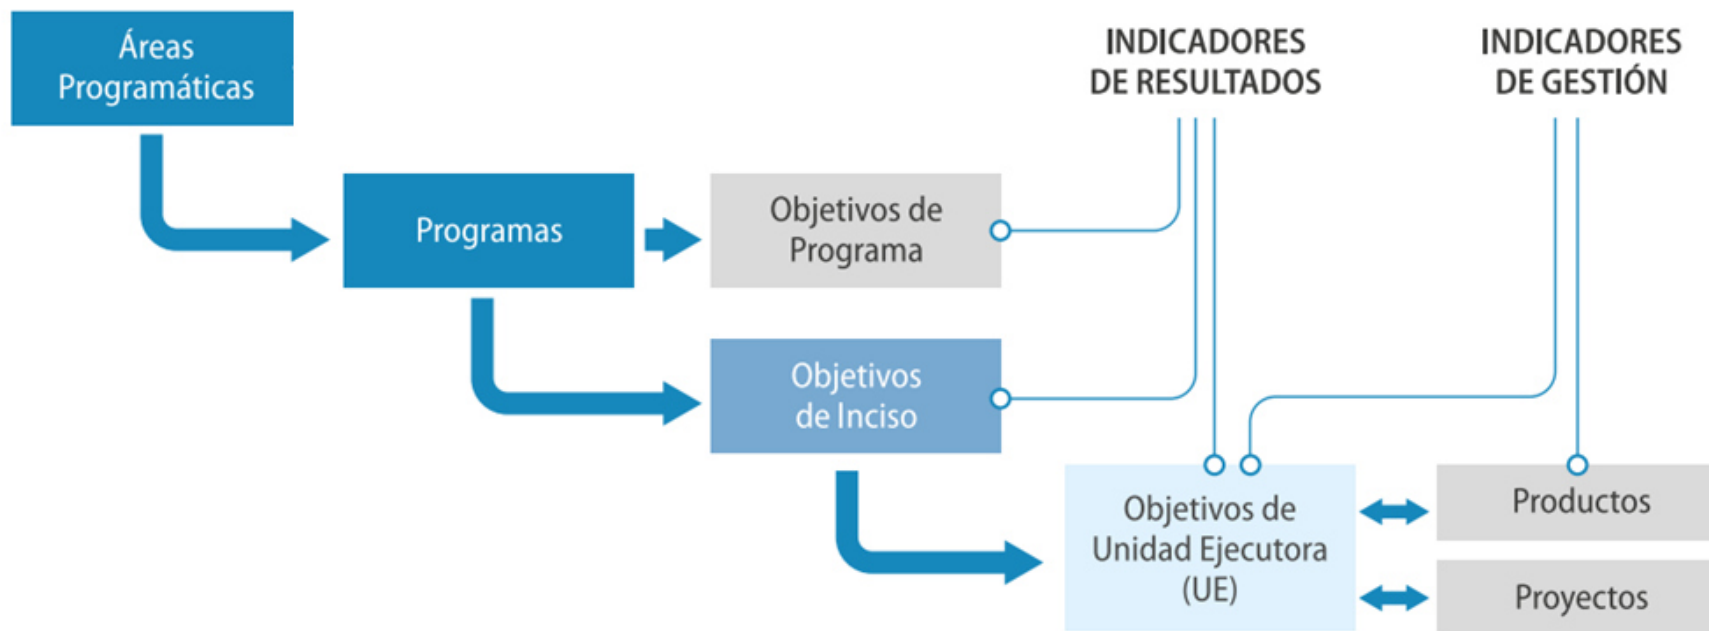 Áreas
Programáticas
INDICADORES
DE RESULTADOS
INDICADORES
DE GESTIÓN
Programas
Objetivos de
Programa
Objetivos
de Inciso
Objetivos de
Unidad Ejecutora
(UE)
Productos
Proyectos